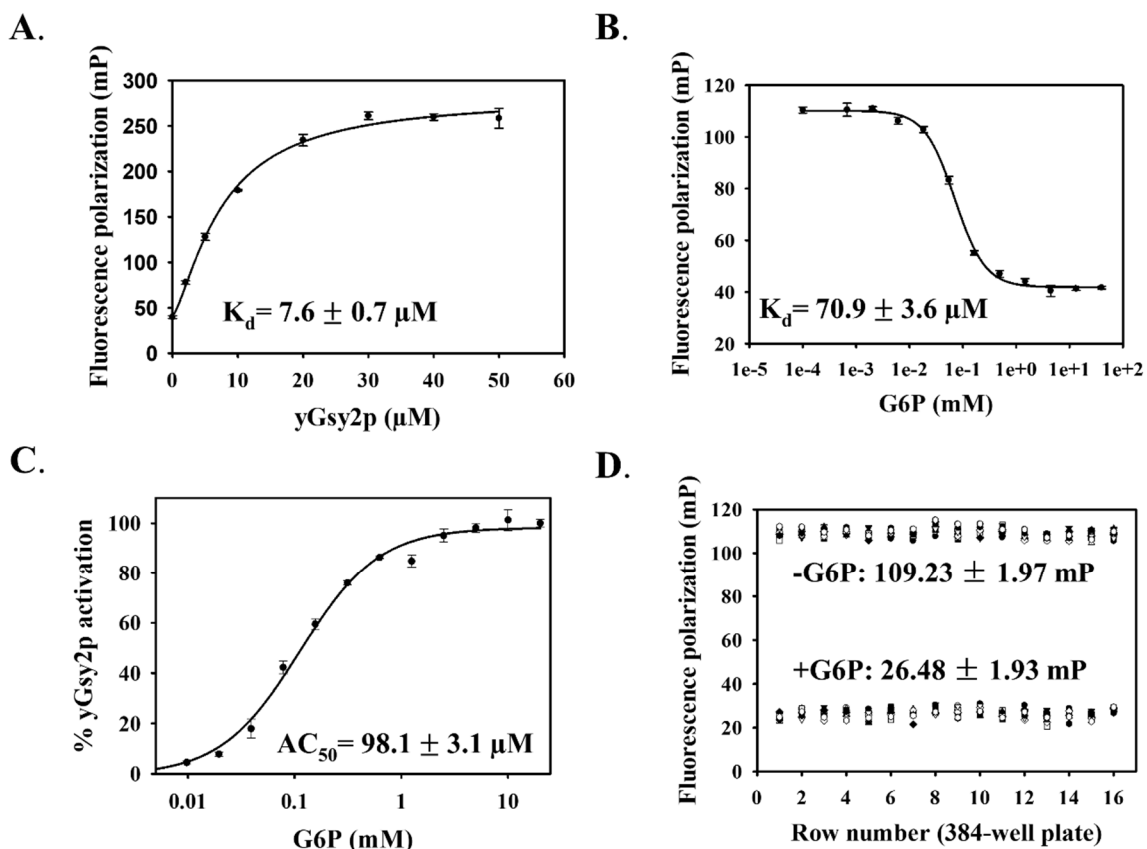 A.
Fluorescence polarization (mP)
300
250
200
150
100
50
0
K_d= 7.6 ± 0.7 µM
0 10 20 30 40 50 60
yGsy2p (µM)
B.
Fluorescence polarization (mP)
120
100
80
60
40
20
K_d= 70.9 ± 3.6 µM
1e-5 1e-4 1e-3 1e-2 1e-1 1e+0 1e+1 1e+2
G6P (mM)
C.
% yGsy2p activation
100
80
60
40
20
0
AC_50= 98.1 ± 3.1 µM
0.01 0.1 1 10
G6P (mM)
D.
Fluorescence polarization (mP)
120
100
80
60
40
20
0
-G6P: 109.23 ± 1.97 mP
+G6P: 26.48 ± 1.93 mP
0 2 4 6 8 10 12 14 16
Row number (384-well plate)